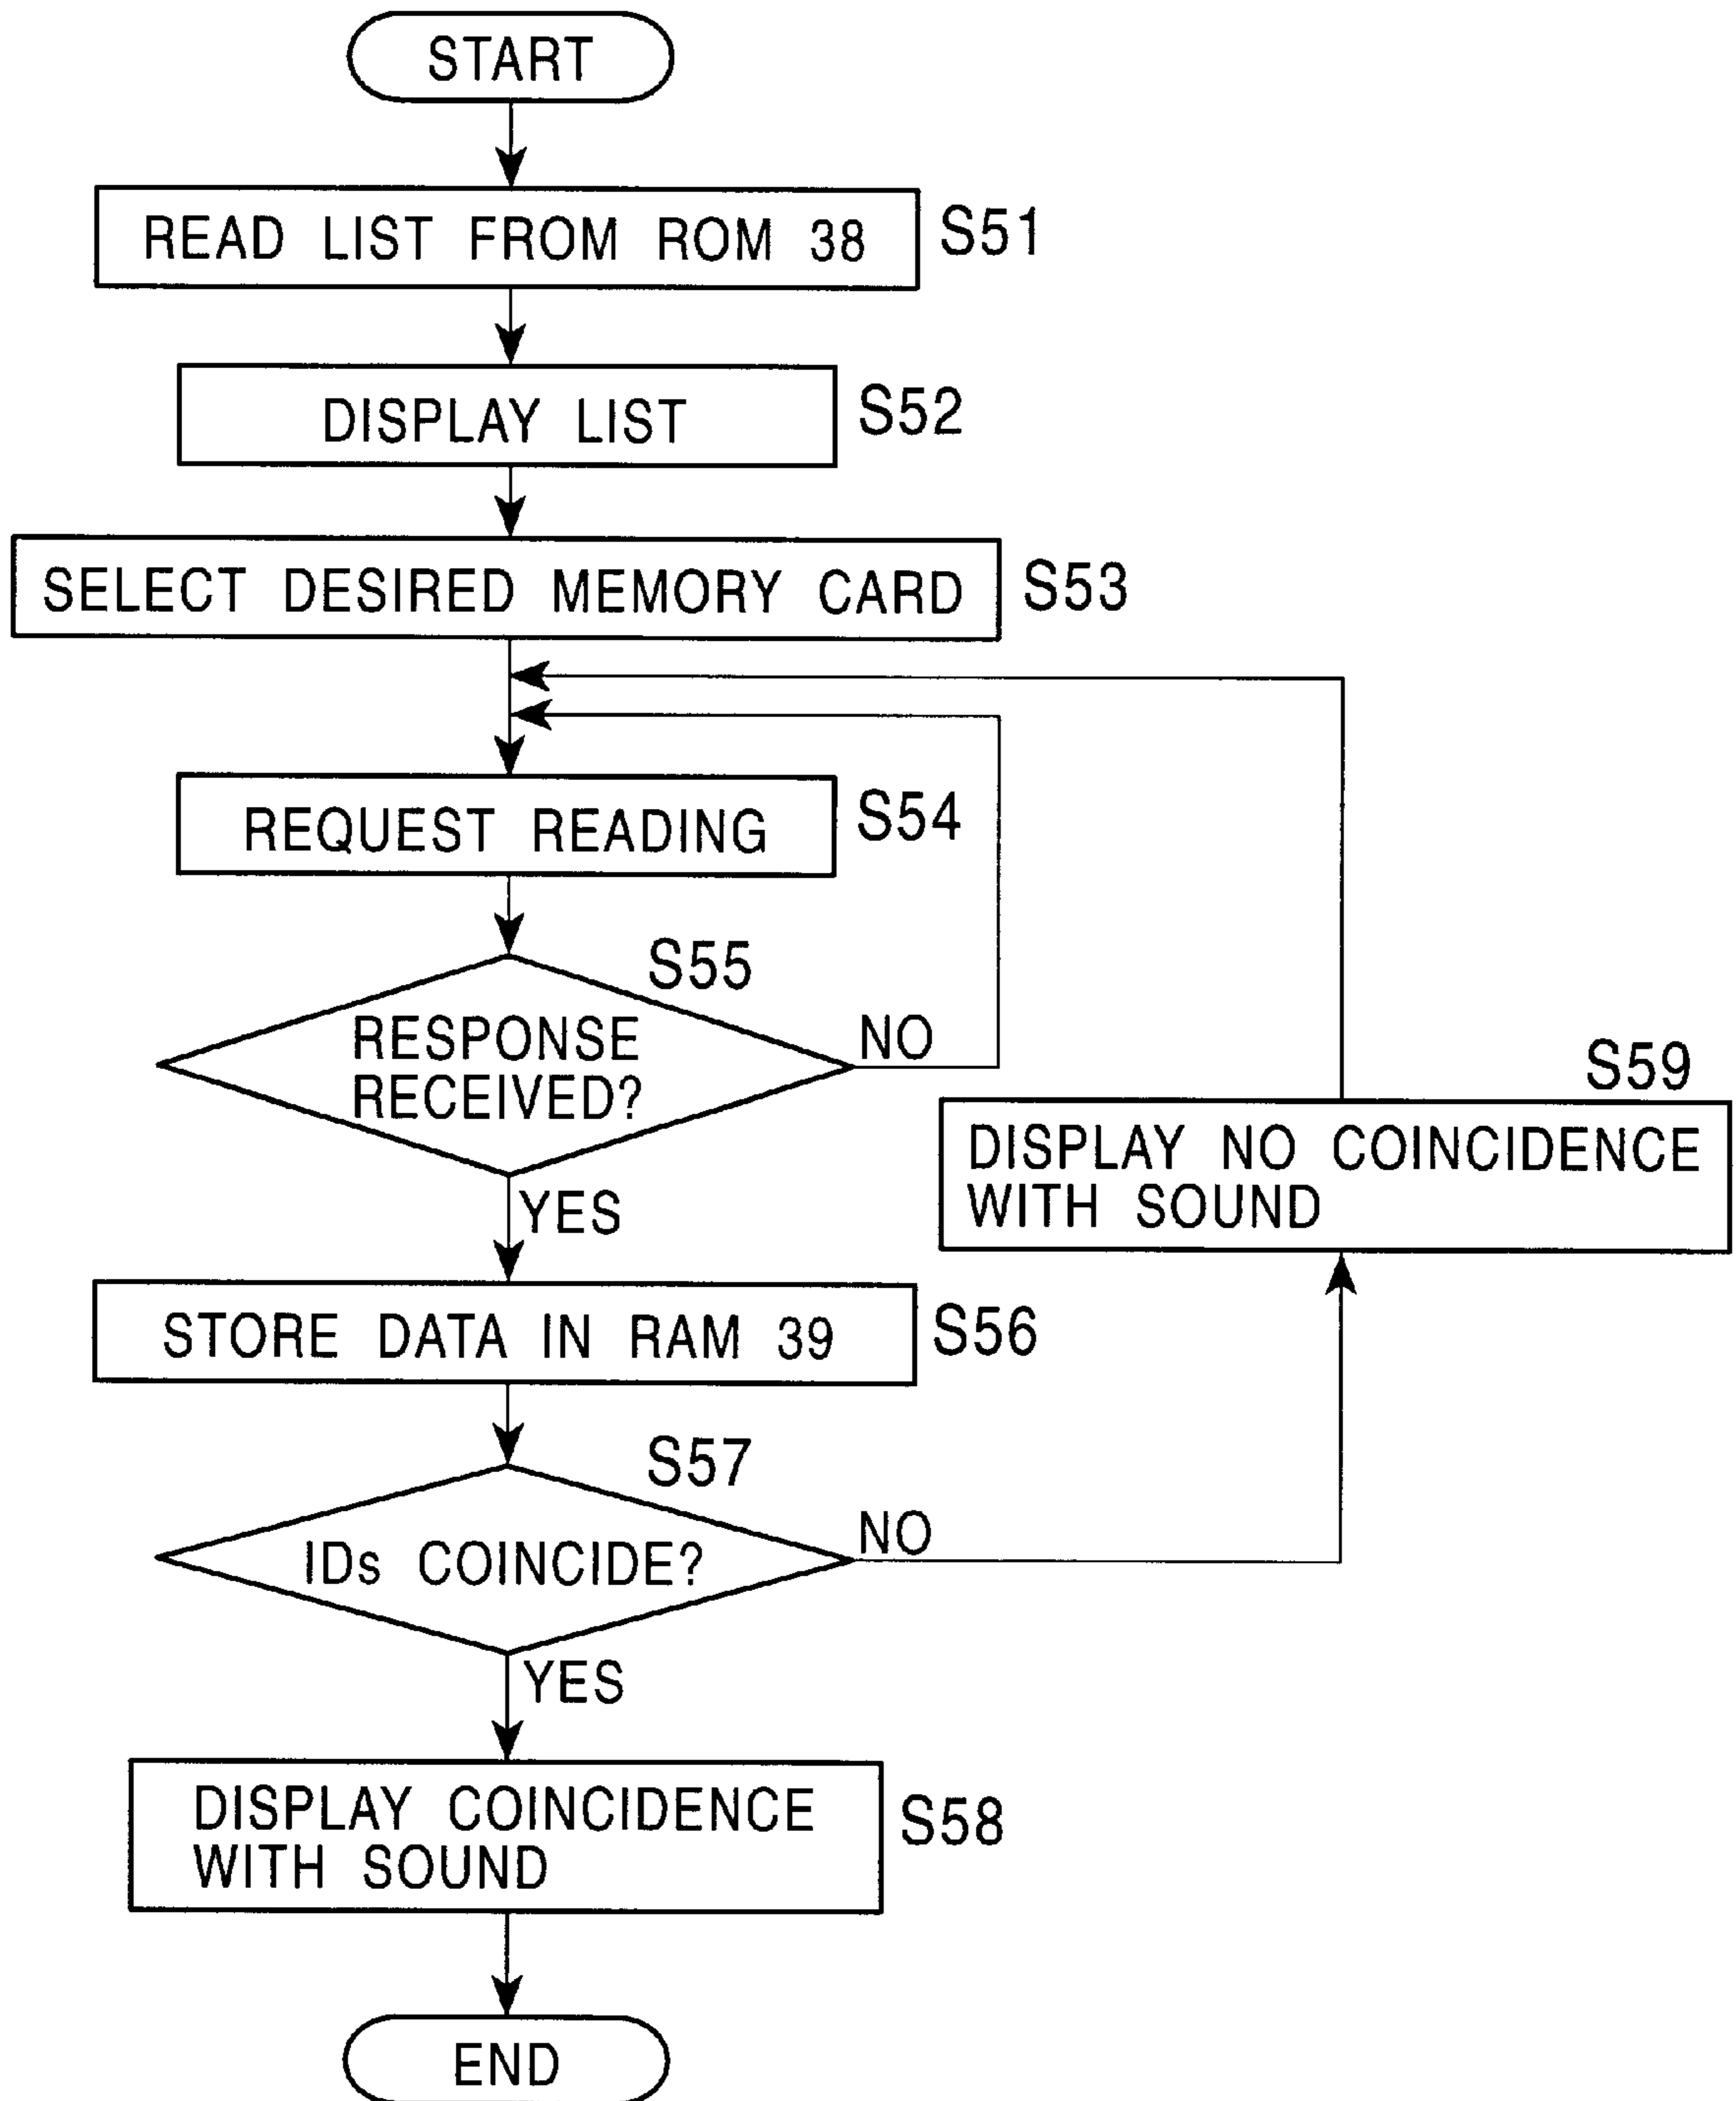 START
READ LIST FROM ROM 38
S51
DISPLAY LIST
S52
SELECT DESIRED MEMORY CARD
S53
REQUEST READING
S54
S55
RESPONSE
RECEIVED?
NO
YES
S59
DISPLAY NO COINCIDENCE
WITH SOUND
STORE DATA IN RAM 39
S56
S57
IDs COINCIDE?
NO
YES
DISPLAY COINCIDENCE
WITH SOUND
S58
END